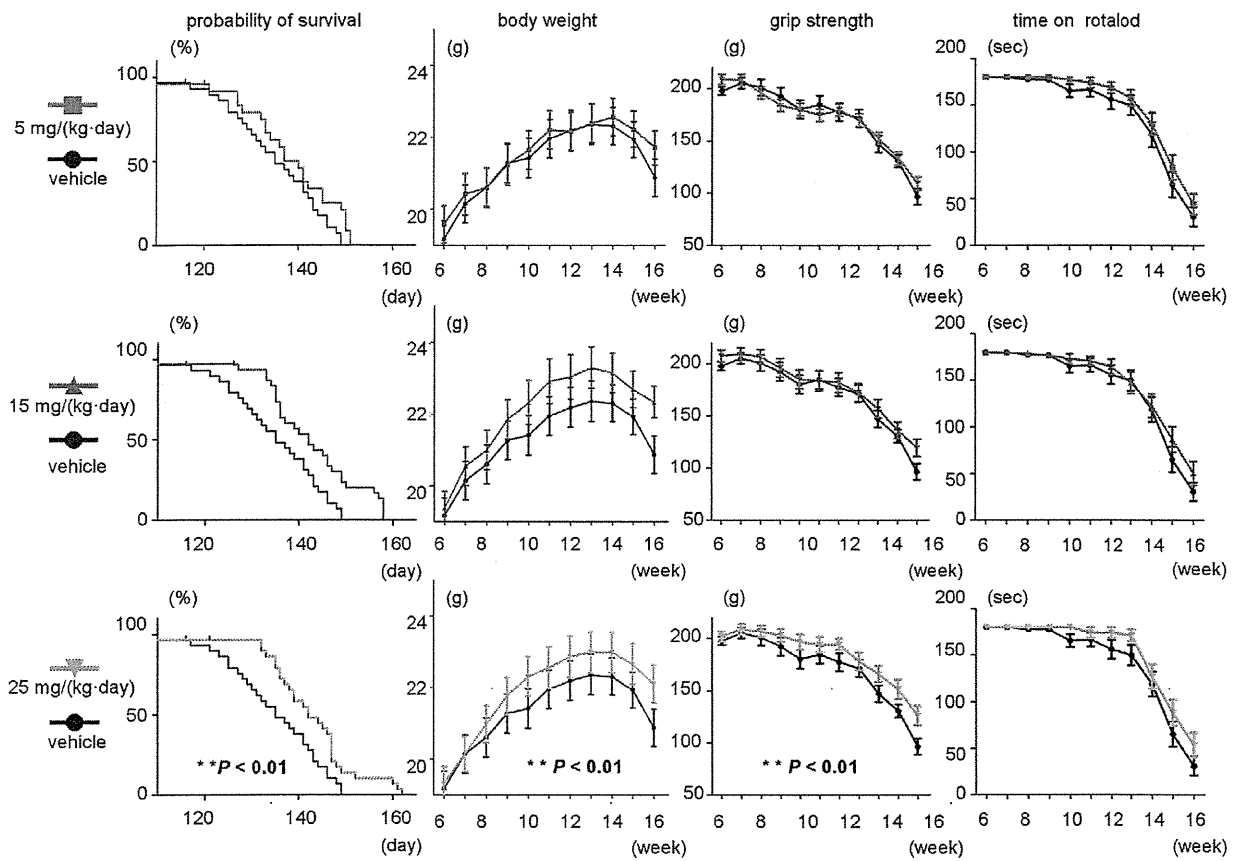 probability of survival body weight grip strength time on rotalod
(%) (g) (g) (sec)
100 50 0
24 22 20
200 150 100 50
200 150 100 50 0
5 mg/(kg·day)
vehicle
120 140 160 6 8 10 12 14 16 6 8 10 12 14 16 6 8 10 12 14 16
(day) (week) (week) (week)
(%) (g) (g) (sec)
100 50 0
24 22 20
200 150 100 50
200 150 100 50 0
15 mg/(kg·day)
vehicle
120 140 160 6 8 10 12 14 16 6 8 10 12 14 16 6 8 10 12 14 16
(day) (week) (week) (week)
(%) (g) (g) (sec)
100 50 0
24 22 20
200 150 100 50
200 150 100 50 0
25 mg/(kg·day)
vehicle
**P < 0.01 **P < 0.01 **P < 0.01
120 140 160 6 8 10 12 14 16 6 8 10 12 14 16 6 8 10 12 14 16
(day) (week) (week) (week)